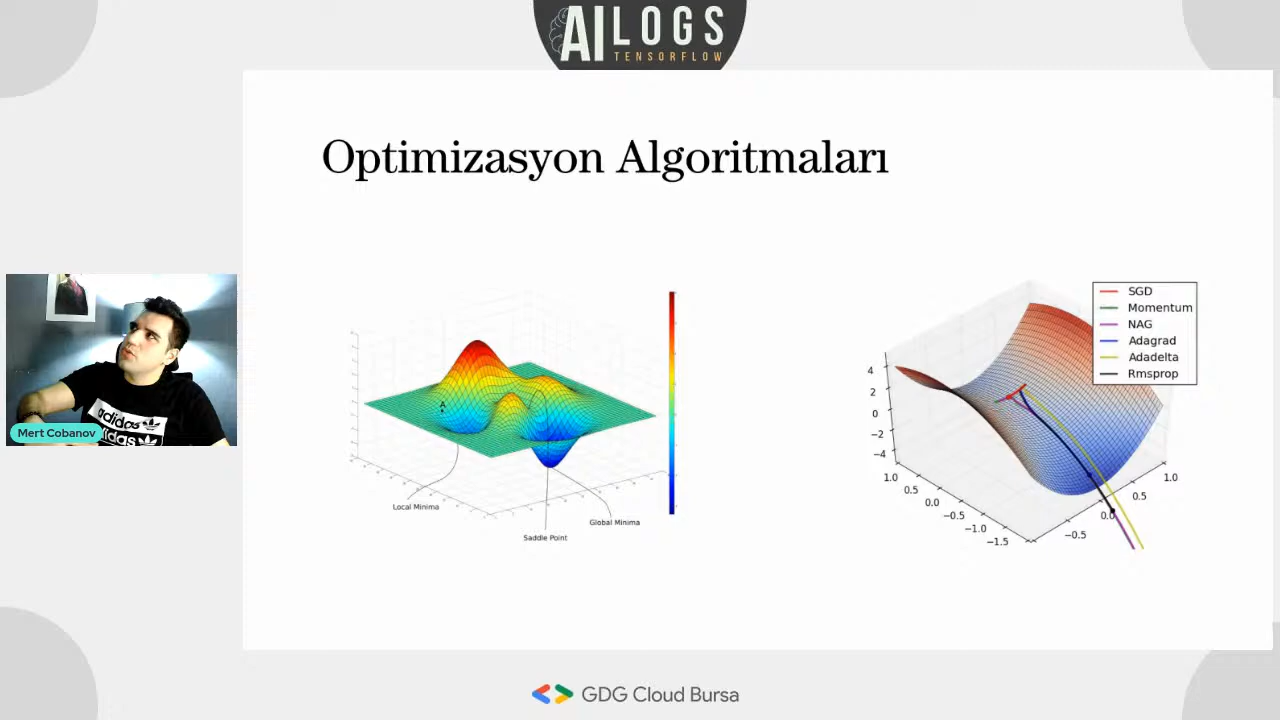 AI LOGS
TENSORFLOW
Optimizasyon Algoritmaları
Local Minima
Saddle Point
Global Minima
A
SGD
Momentum
NAG
Adagrad
Adadelta
Rmsprop
4
2
0
−2
−4
1.0
0.5
0.0
−0.5
−1.0
−1.5
−0.5
0.0
0.5
1.0
adidas
adidas
Mert Cobanov
GDG Cloud Bursa